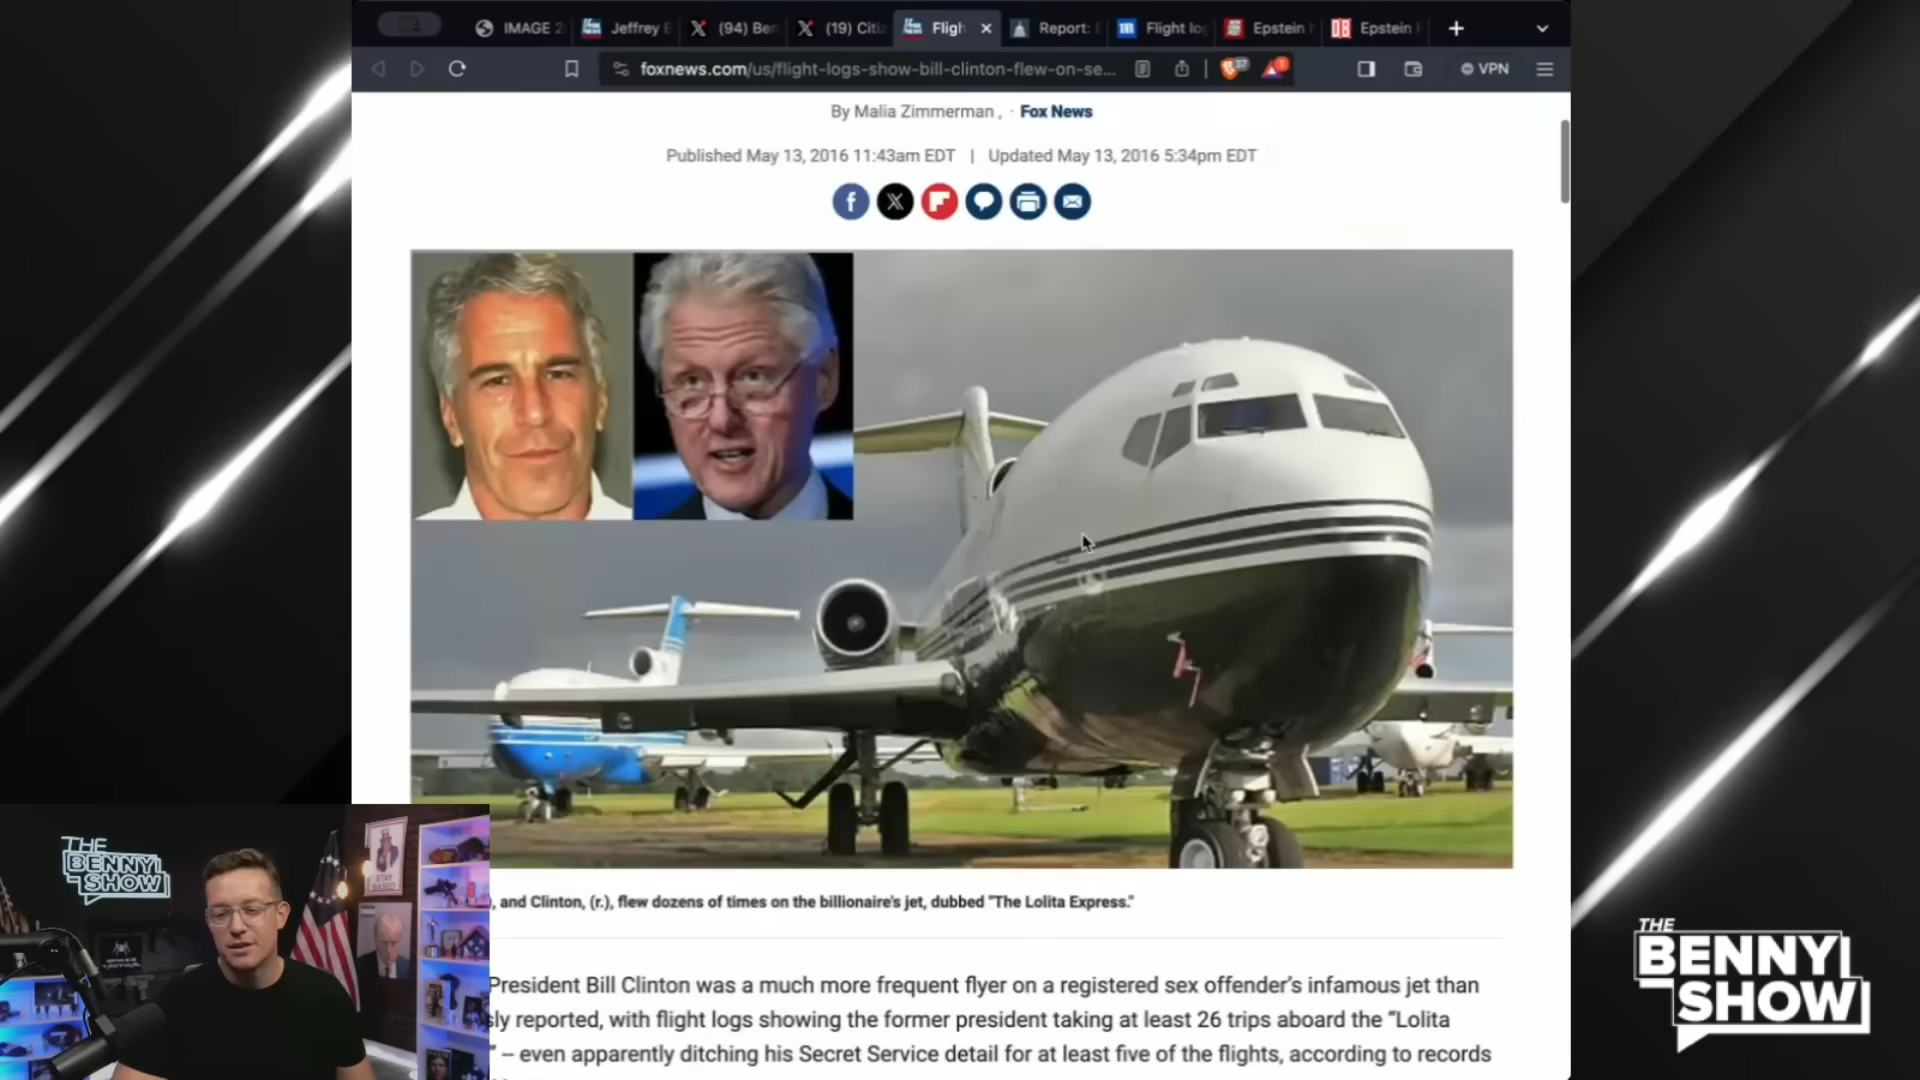 IMAGE 2
Jeffrey E
(94) Ben
(19) Citiz
Fligh
Report: E
Flight lo
Epstein
Epstein F
foxnews.com/us/flight-logs-show-bill-clinton-flew-on-se...
37
1
VPN
By Malia Zimmerman , · Fox News
Published May 13, 2016 11:43am EDT | Updated May 13, 2016 5:34pm EDT
, and Clinton, (r.), flew dozens of times on the billionaire's jet, dubbed "The Lolita Express."
President Bill Clinton was a much more frequent flyer on a registered sex offender's infamous jet than
sly reported, with flight logs showing the former president taking at least 26 trips aboard the “Lolita
” – even apparently ditching his Secret Service detail for at least five of the flights, according to records
THE
BENNY
SHOW
STAY
BASED
THE
BENNY
SHOW